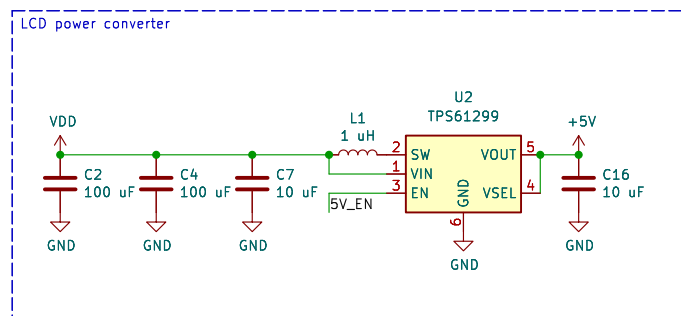 LCD power converter
VDD
C2
100 uF
GND
C4
100 uF
GND
C7
10 uF
GND
L1
1 uH
5V_EN
U2
TPS61299
2
1
3
SW
VIN
EN
VOUT
VSEL
GND
5
4
6
GND
+5V
C16
10 uF
GND